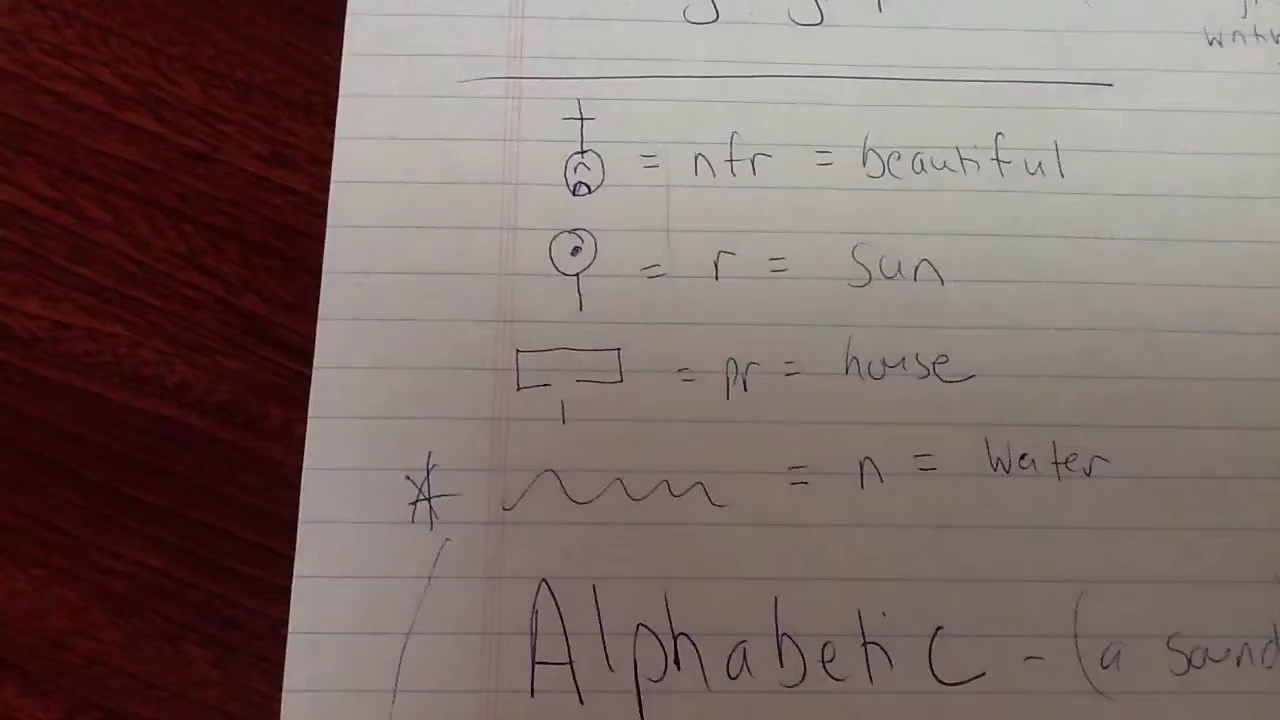 = nfr = beautiful
= r = sun
= pr = house
* = n = water
Alphabetic - (a sound